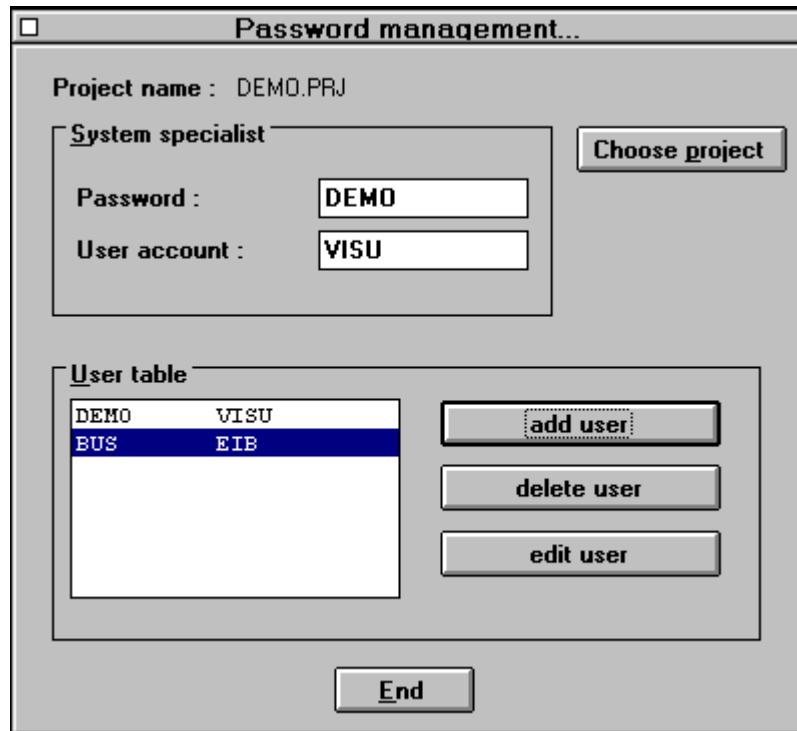 Password management...
Project name : DEMO.PRJ
System specialist
Choose project
Password : DEMO
User account : VISU
User table
DEMO VISU
BUS EIB
add user
delete user
edit user
End